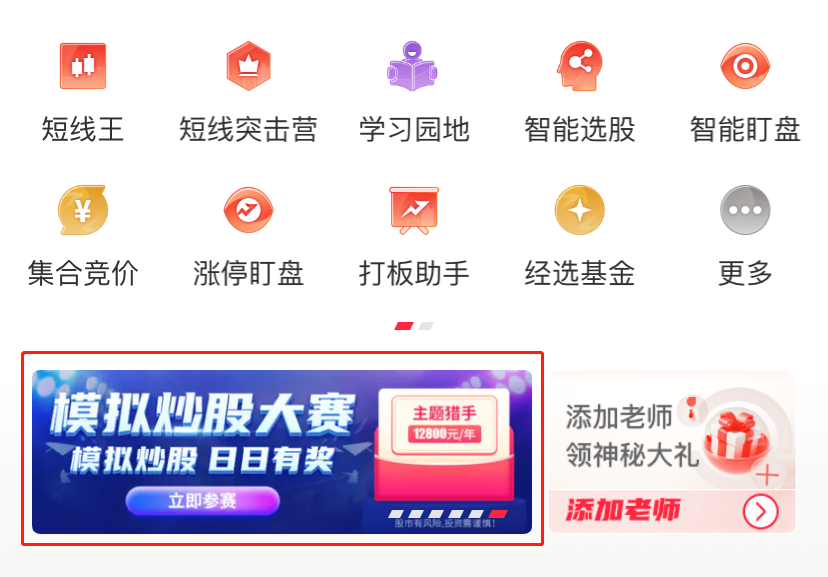 短线王 短线突击营 学习园地 智能选股 智能盯盘
¥
集合竞价 涨停盯盘 打板助手 经选基金 更多
模拟炒股大赛
模拟炒股 日日有奖
立即参赛
主题猎手
12800元/年
股市有风险,投资需谨慎!
添加老师
领神秘大礼
添加老师